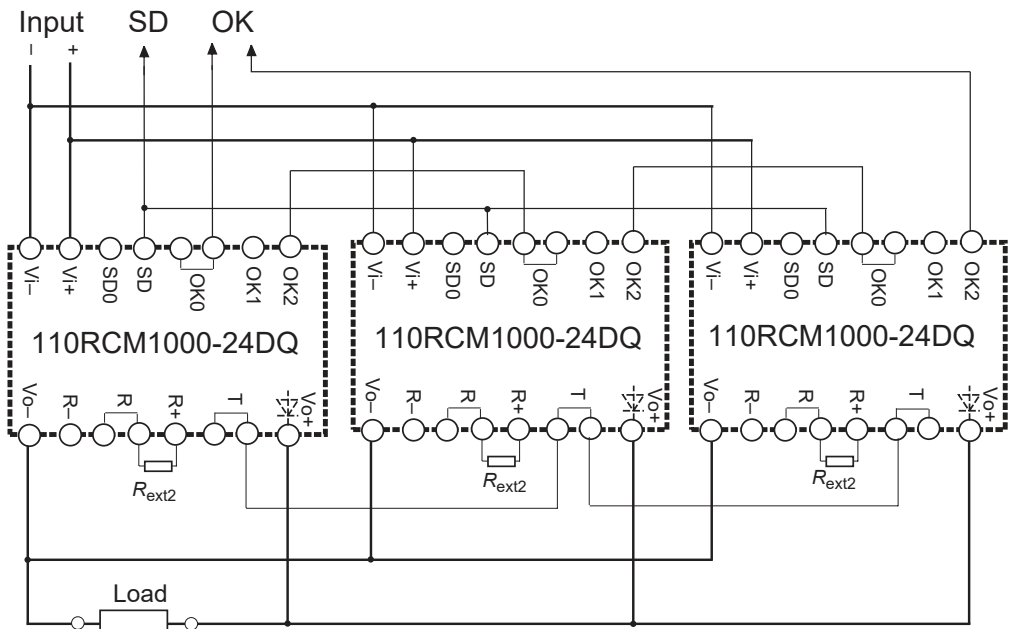 Input SD OK
– +
Vi– Vi+ SD0 SD OK0 OK1 OK2
Vi– Vi+ SD0 SD OK0 OK1 OK2
Vi– Vi+ SD0 SD OK0 OK1 OK2
110RCM1000-24DQ
110RCM1000-24DQ
110RCM1000-24DQ
Vo– R– R R+ T Vo+
Vo– R– R R+ T Vo+
Vo– R– R R+ T Vo+
Rext2
Rext2
Rext2
Load